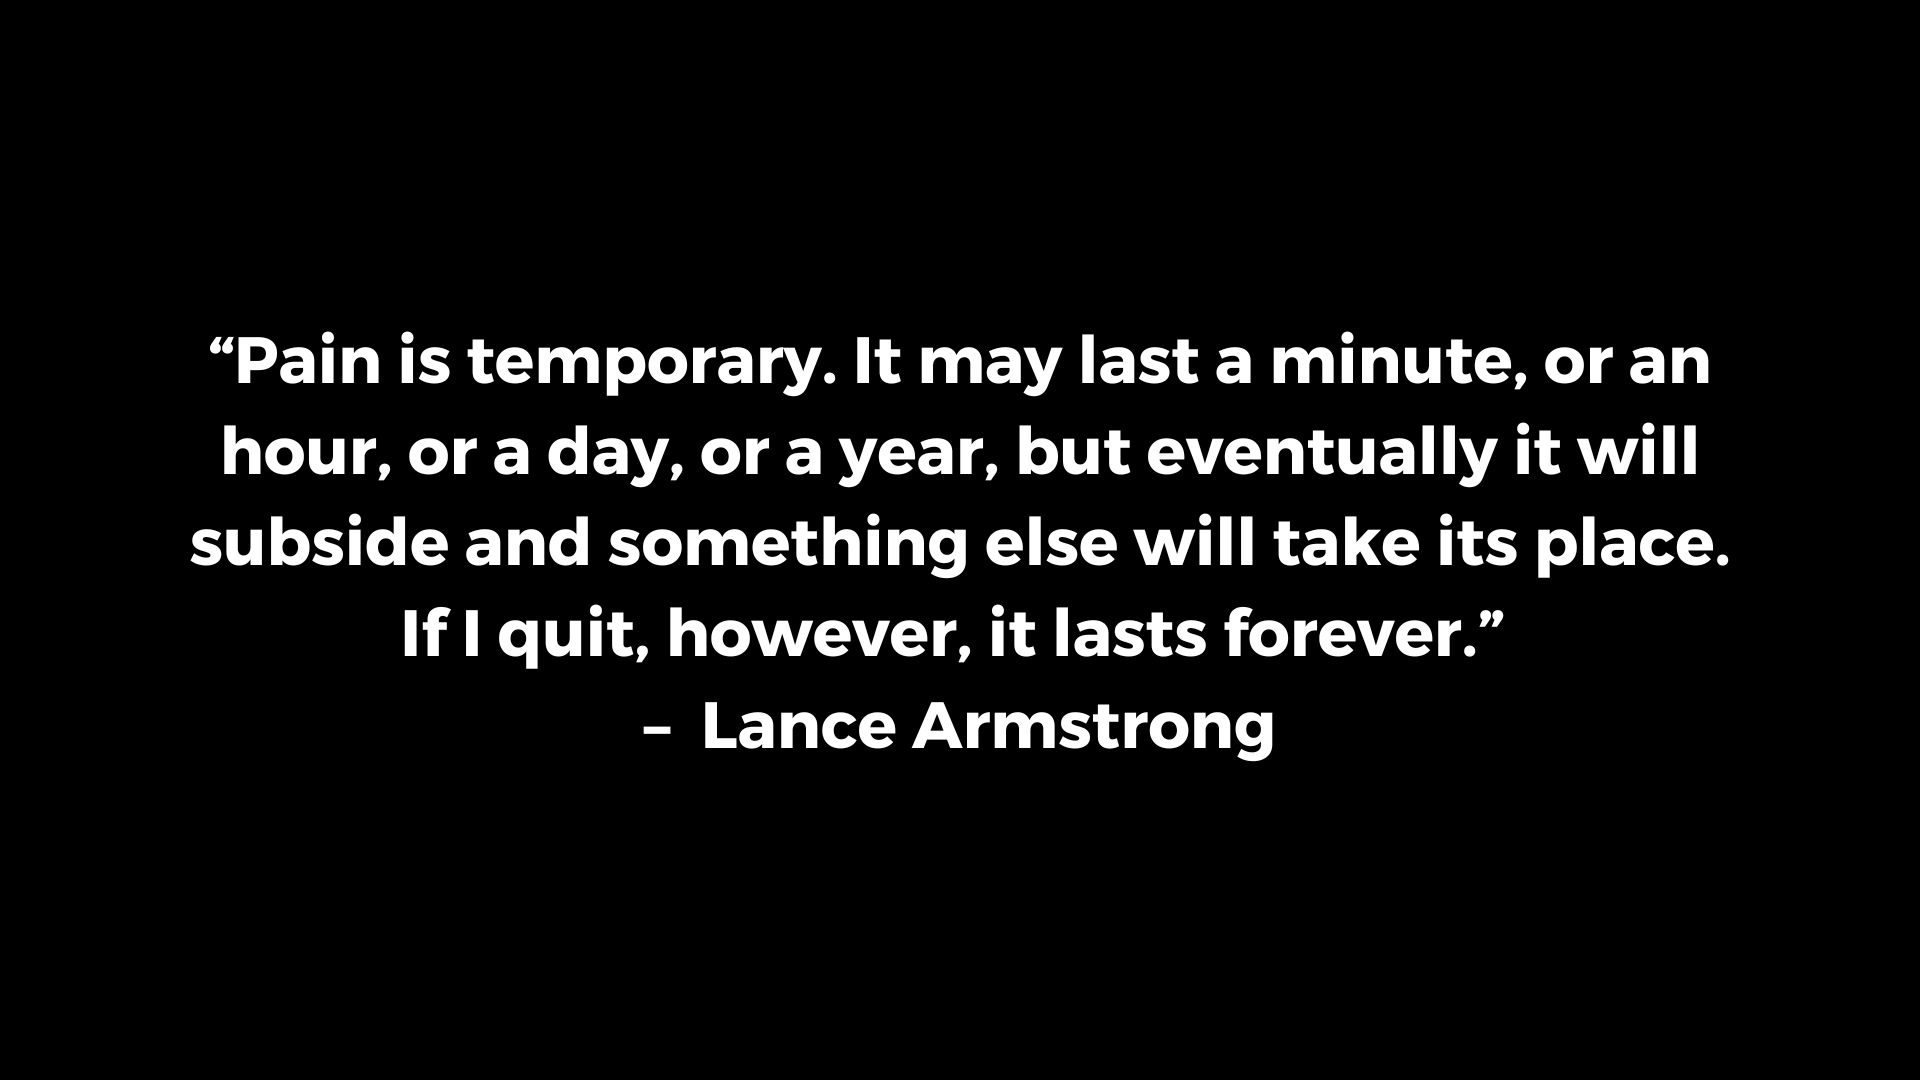 “Pain is temporary. It may last a minute, or an
hour, or a day, or a year, but eventually it will
subside and something else will take its place.
If I quit, however, it lasts forever.”
– Lance Armstrong